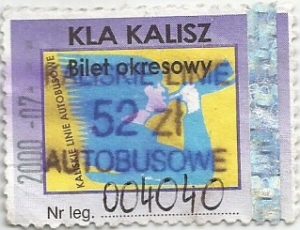 KLA KALISZ
Bilet okresowy
KALISKIE LINIE
52 zł
AUTOBUSOWE
KALISKIE LINIE AUTOBUSOWE
2000 -07-
Nr leg. 004040